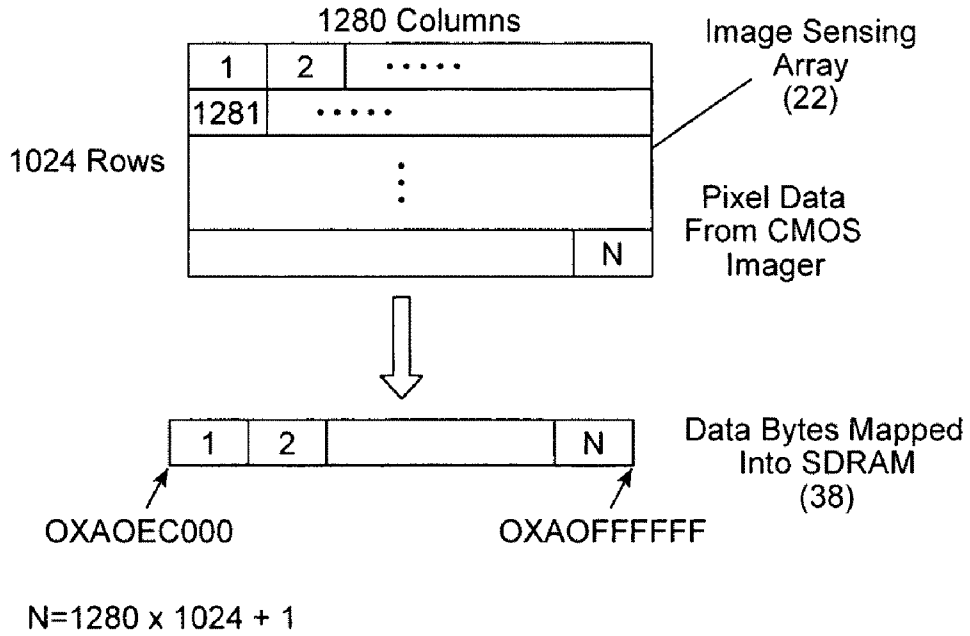 1280 Columns
Image Sensing
Array
(22)
1 2 .....
1281 .....
1024 Rows
Pixel Data
From CMOS
Imager
N
1 2 N
Data Bytes Mapped
Into SDRAM
(38)
OXAOEC000 OXAOFFFFFF
N=1280 x 1024 + 1